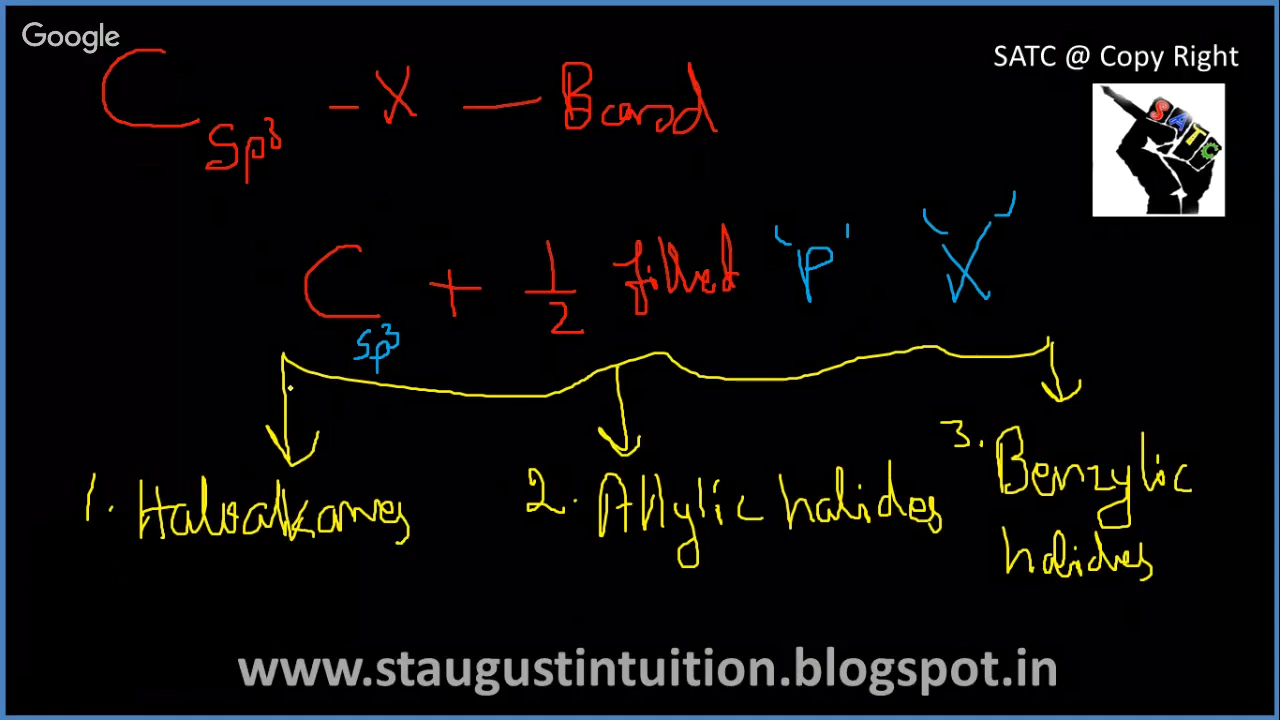 Google
SATC @ Copy Right
SATC
C sp³ – X — Bond
C sp³ + 1/2 filled 'P' 'X'
1. Haloalkanes
2. Allylic halides
3. Benzylic
halides
www.staugustintuition.blogspot.in